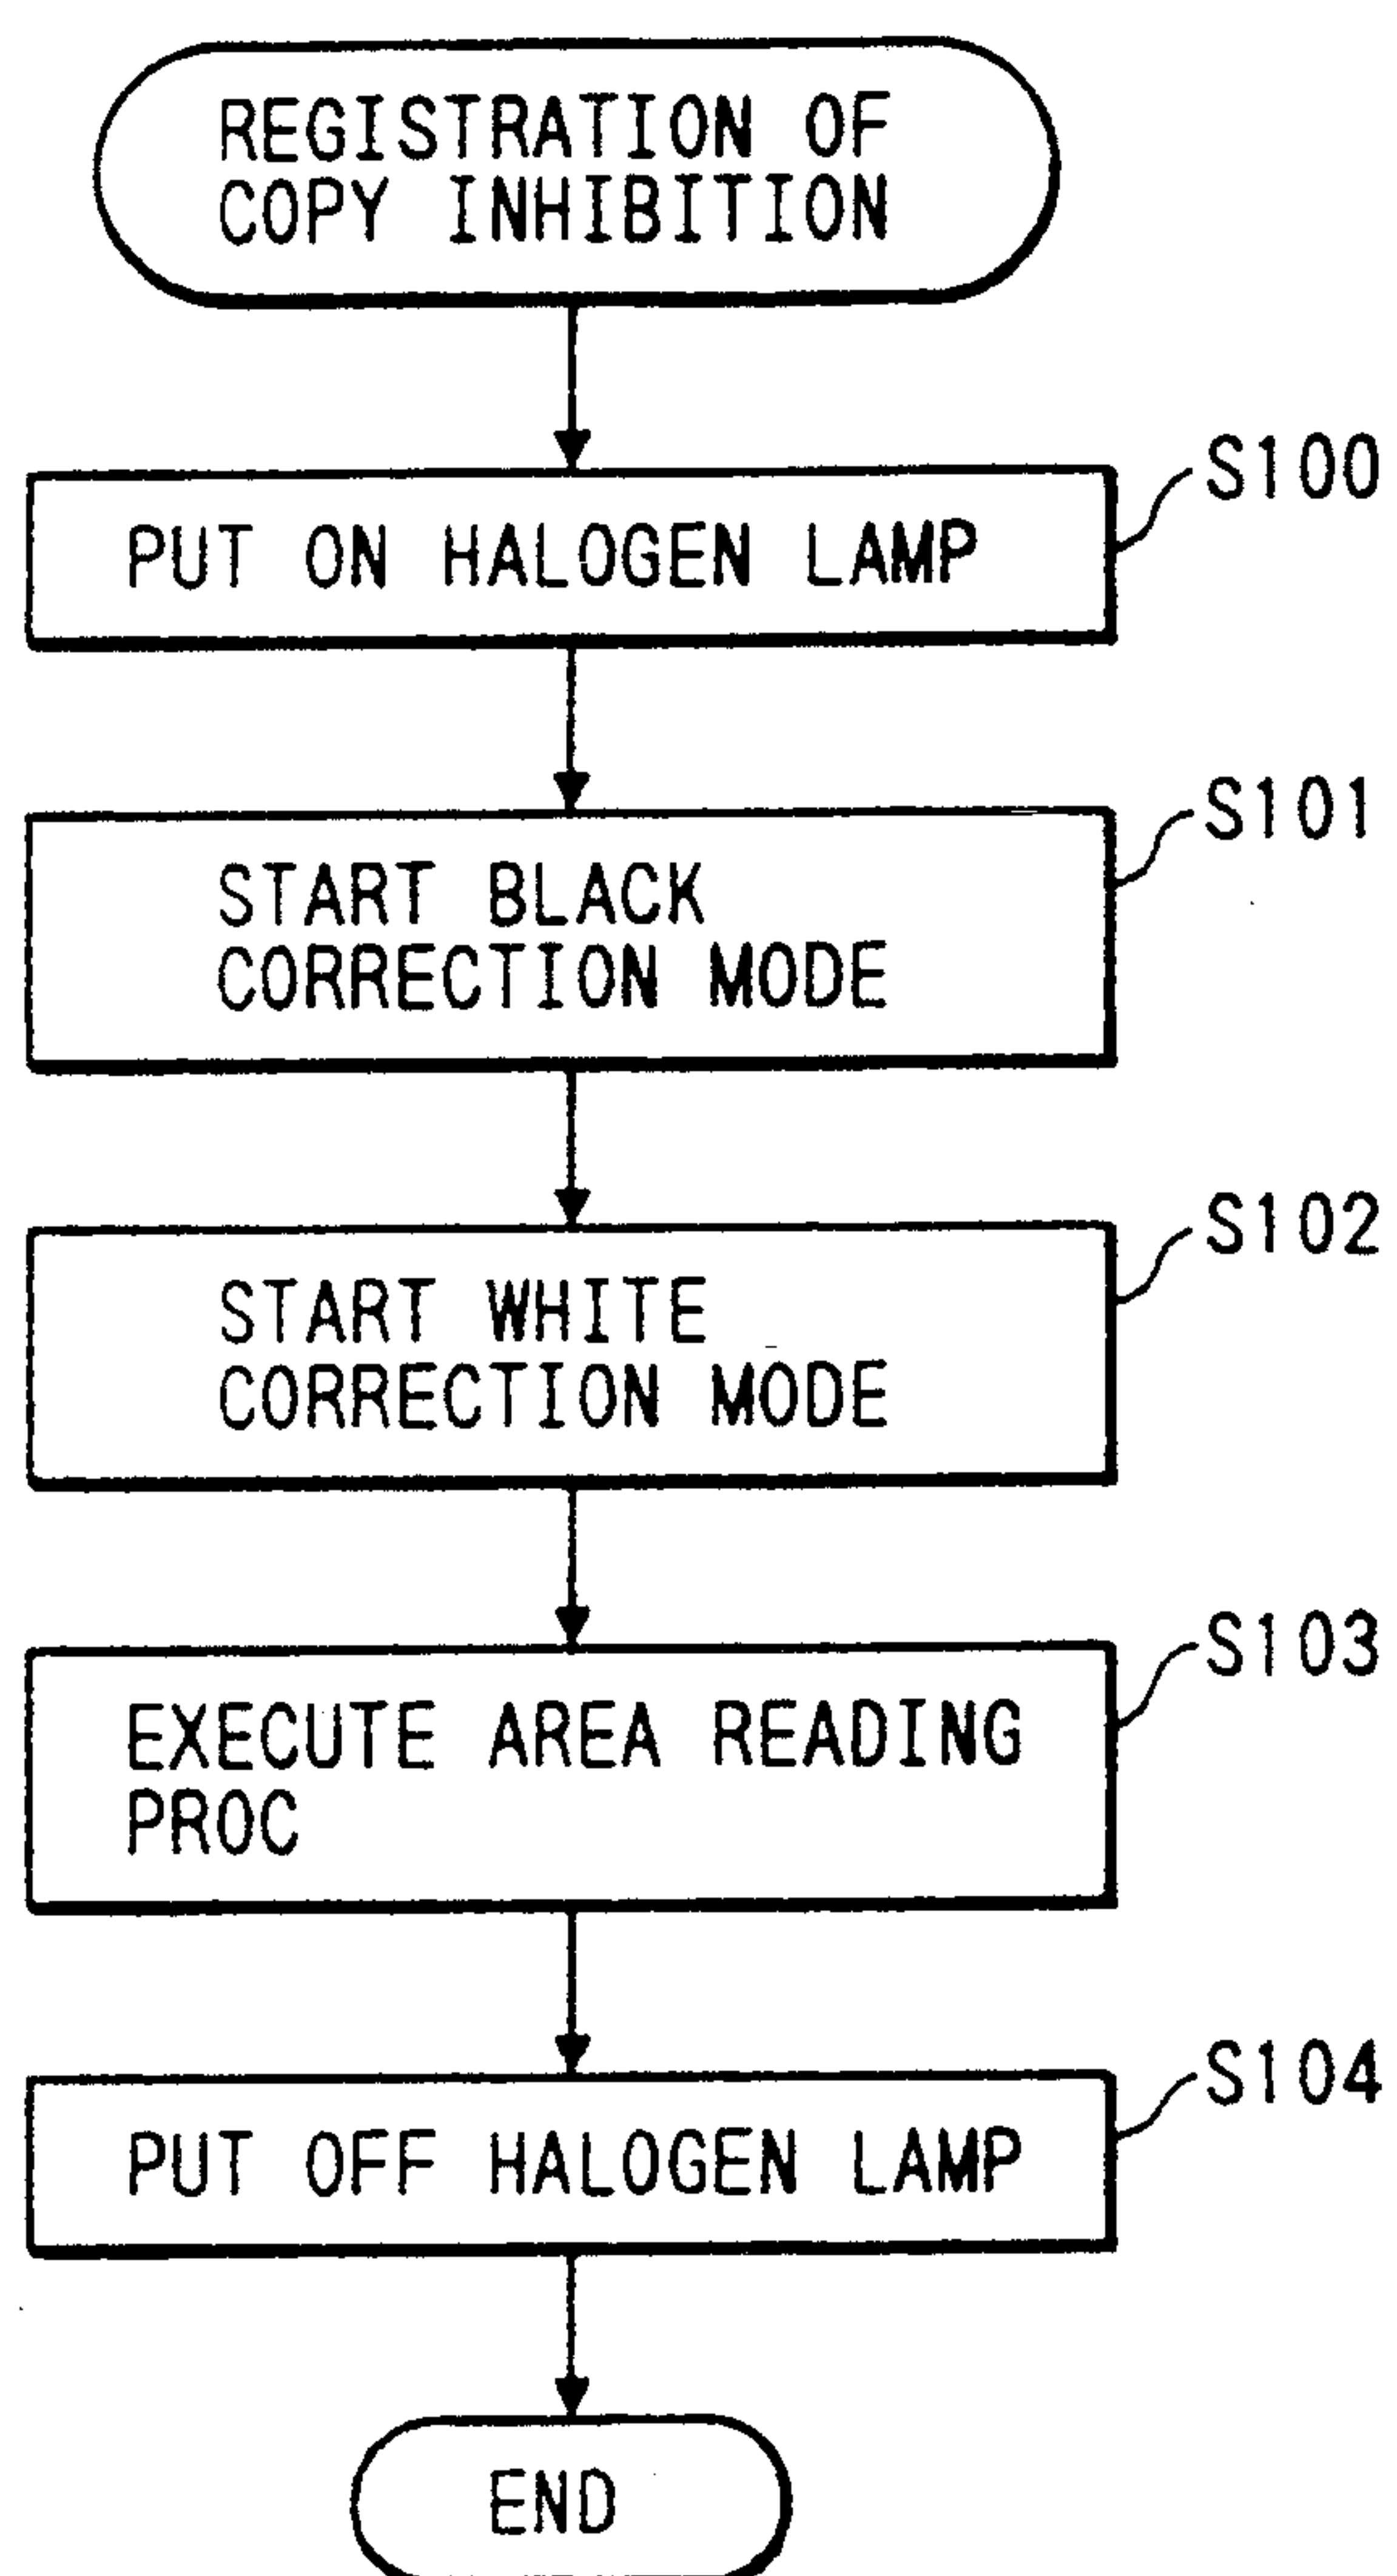 REGISTRATION OF
COPY INHIBITION
S100
PUT ON HALOGEN LAMP
S101
START BLACK
CORRECTION MODE
S102
START WHITE
CORRECTION MODE
S103
EXECUTE AREA READING
PROC
S104
PUT OFF HALOGEN LAMP
END